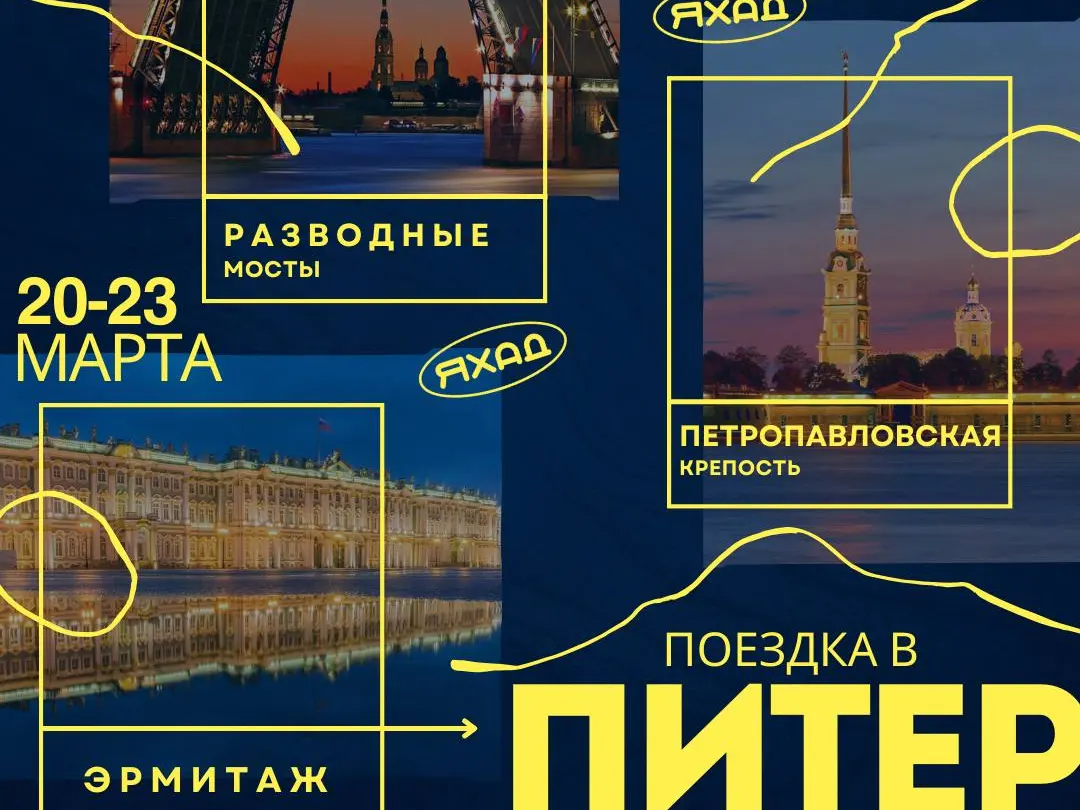 ЯХАД
РАЗВОДНЫЕ
МОСТЫ
20-23
МАРТА
ЯХАД
ПЕТРОПАВЛОВСКАЯ
КРЕПОСТЬ
ПОЕЗДКА В
ПИТЕР
ЭРМИТАЖ